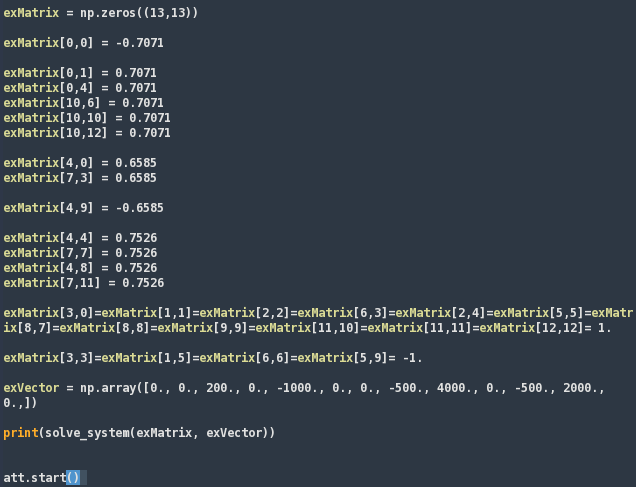 exMatrix = np.zeros((13,13))
exMatrix[0,0] = -0.7071
exMatrix[0,1] = 0.7071
exMatrix[0,4] = 0.7071
exMatrix[10,6] = 0.7071
exMatrix[10,10] = 0.7071
exMatrix[10,12] = 0.7071
exMatrix[4,0] = 0.6585
exMatrix[7,3] = 0.6585
exMatrix[4,9] = -0.6585
exMatrix[4,4] = 0.7526
exMatrix[7,7] = 0.7526
exMatrix[4,8] = 0.7526
exMatrix[7,11] = 0.7526
exMatrix[3,0]=exMatrix[1,1]=exMatrix[2,2]=exMatrix[6,3]=exMatrix[2,4]=exMatrix[5,5]=exMatr
ix[8,7]=exMatrix[8,8]=exMatrix[9,9]=exMatrix[11,10]=exMatrix[11,11]=exMatrix[12,12]= 1.
exMatrix[3,3]=exMatrix[1,5]=exMatrix[6,6]=exMatrix[5,9]= -1.
exVector = np.array([0., 0., 200., 0., -1000., 0., 0., -500., 4000., 0., -500., 2000.,
0.,])
print(solve_system(exMatrix, exVector))
att.start()